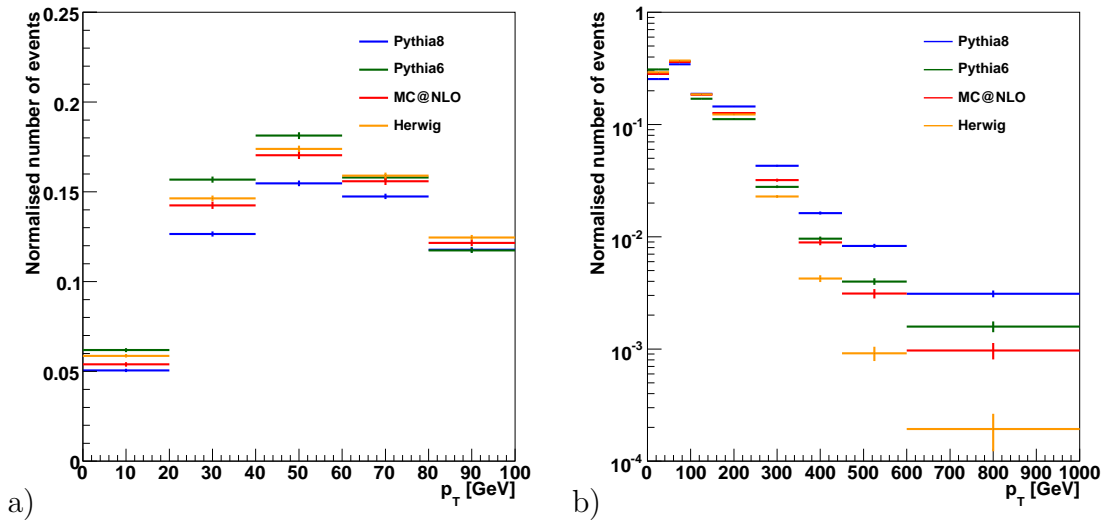 Normalised number of events
0.25
0.2
0.15
0.1
0.05
0
Pythia8
Pythia6
MC@NLO
Herwig
0 10 20 30 40 50 60 70 80 90 100
p_T [GeV]
a)
Normalised number of events
1
10^-1
10^-2
10^-3
10^-4
Pythia8
Pythia6
MC@NLO
Herwig
0 100 200 300 400 500 600 700 800 900 1000
p_T [GeV]
b)